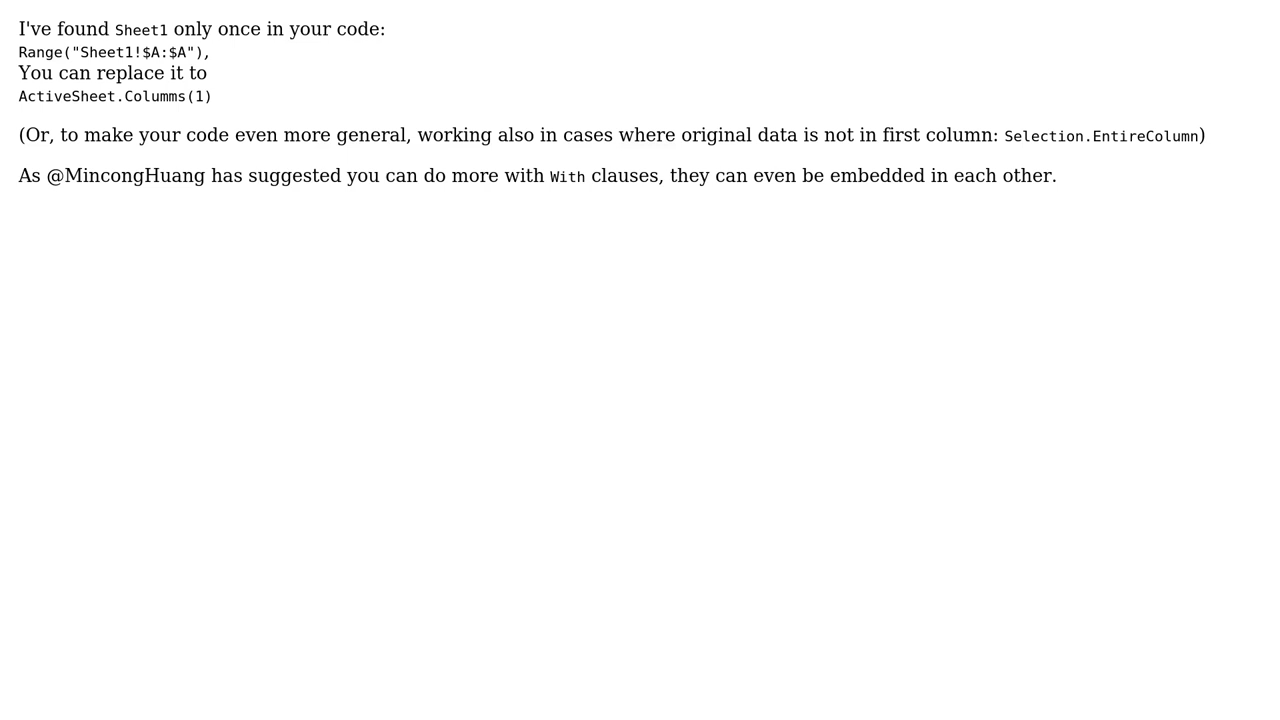 I've found Sheet1 only once in your code:
Range("Sheet1!$A:$A"),
You can replace it to
ActiveSheet.Columms(1)
(Or, to make your code even more general, working also in cases where original data is not in first column: Selection.EntireColumn)
As @MincongHuang has suggested you can do more with With clauses, they can even be embedded in each other.